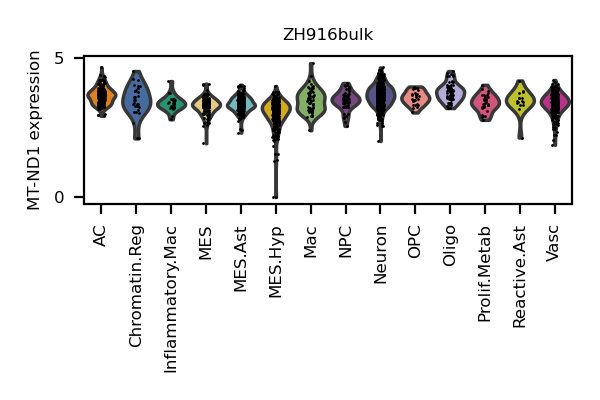 ZH916bulk
MT-ND1 expression
5
0
AC
Chromatin.Reg
Inflammatory.Mac
MES
MES.Ast
MES.Hyp
Mac
NPC
Neuron
OPC
Oligo
Prolif.Metab
Reactive.Ast
Vasc